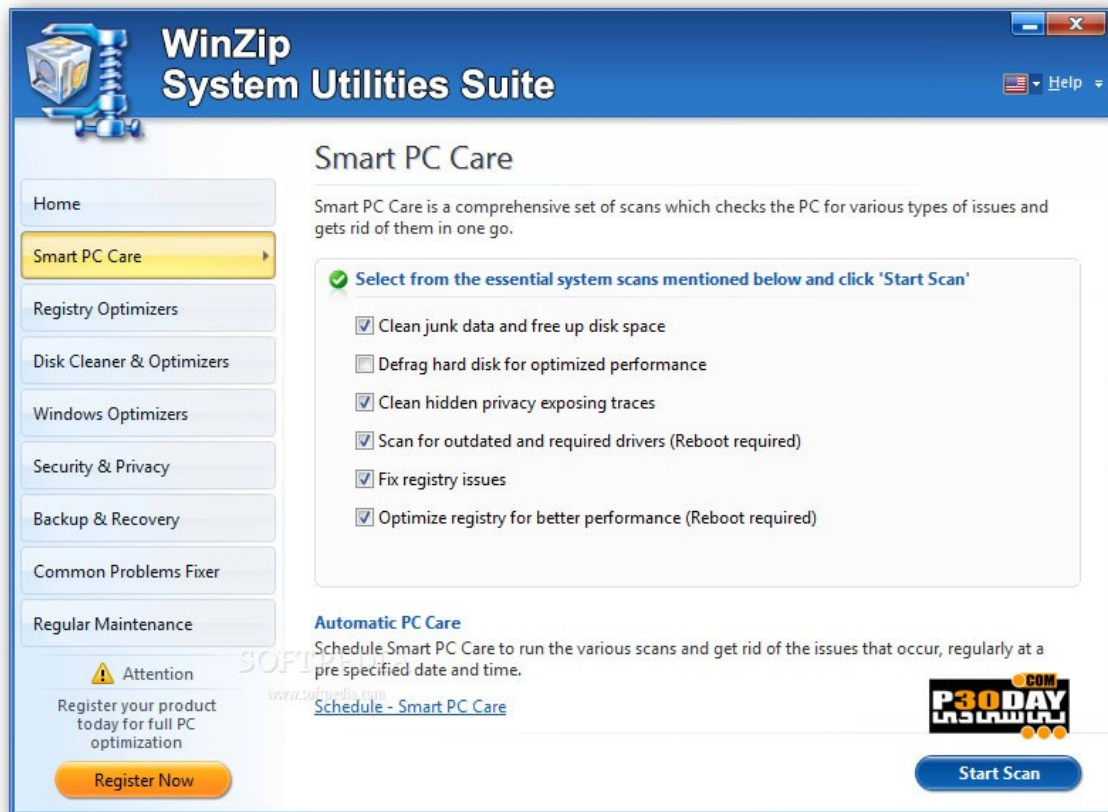 WinZip
System Utilities Suite
Help
Home
Smart PC Care
Registry Optimizers
Disk Cleaner & Optimizers
Windows Optimizers
Security & Privacy
Backup & Recovery
Common Problems Fixer
Regular Maintenance
Attention
Register your product
today for full PC
optimization
Register Now
Smart PC Care
Smart PC Care is a comprehensive set of scans which checks the PC for various types of issues and
gets rid of them in one go.
Select from the essential system scans mentioned below and click 'Start Scan'
Clean junk data and free up disk space
Defrag hard disk for optimized performance
Clean hidden privacy exposing traces
Scan for outdated and required drivers (Reboot required)
Fix registry issues
Optimize registry for better performance (Reboot required)
Automatic PC Care
Schedule Smart PC Care to run the various scans and get rid of the issues that occur, regularly at a
pre specified date and time.
Schedule - Smart PC Care
SOFTPEDIA
www.softpedia.com
.COM
P30DAY
Start Scan